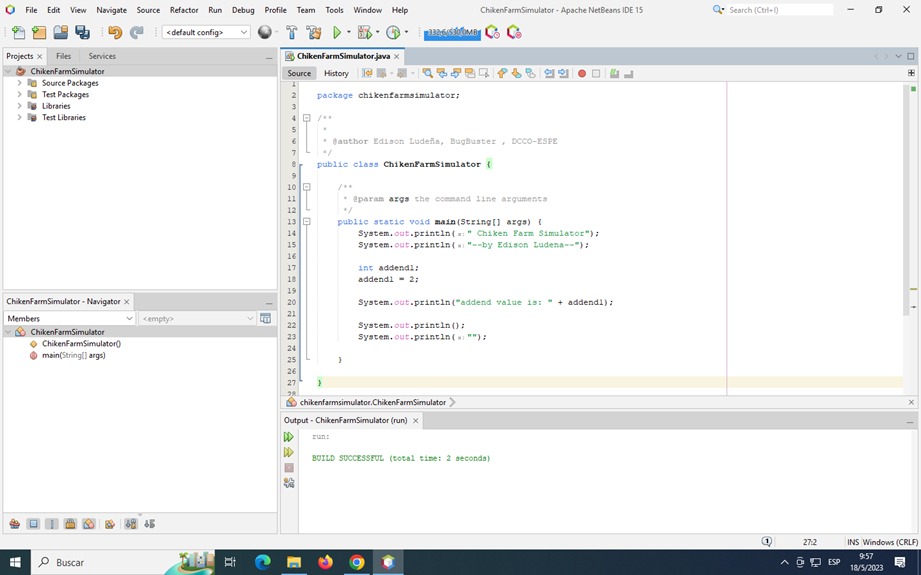 File Edit View Navigate Source Refactor Run Debug Profile Team Tools Window Help
ChikenFarmSimulator - Apache NetBeans IDE 15
Search (Ctrl+I)
<default config>
Projects
Files
Services
ChikenFarmSimulator
Source Packages
Test Packages
Libraries
Test Libraries
ChikenFarmSimulator - Navigator
Members
<empty>
ChikenFarmSimulator
ChikenFarmSimulator()
main(String[] args)
ChikenFarmSimulator.java
Source History
1
2 package chikenfarmsimulator;
3
4 /**
5 *
6 * @author Edison Ludeña, BugBuster , DCCO-ESPE
7 */
8 public class ChikenFarmSimulator {
9
10 /**
11 * @param args the command line arguments
12 */
13 public static void main(String[] args) {
14 System.out.println(x:" Chiken Farm Simulator");
15 System.out.println(x:"--by Edison Ludena--");
16
17 int addend1;
18 addend1 = 2;
19
20 System.out.println("addend value is: " + addend1);
21
22 System.out.println();
23 System.out.println(x:"");
24
25 }
26
27 }
28
chikenfarmsimulator.ChikenFarmSimulator
Output - ChikenFarmSimulator (run)
run:
BUILD SUCCESSFUL (total time: 2 seconds)
1
27:2
INS Windows (CRLF)
Buscar
ESP
9:57
18/5/2023